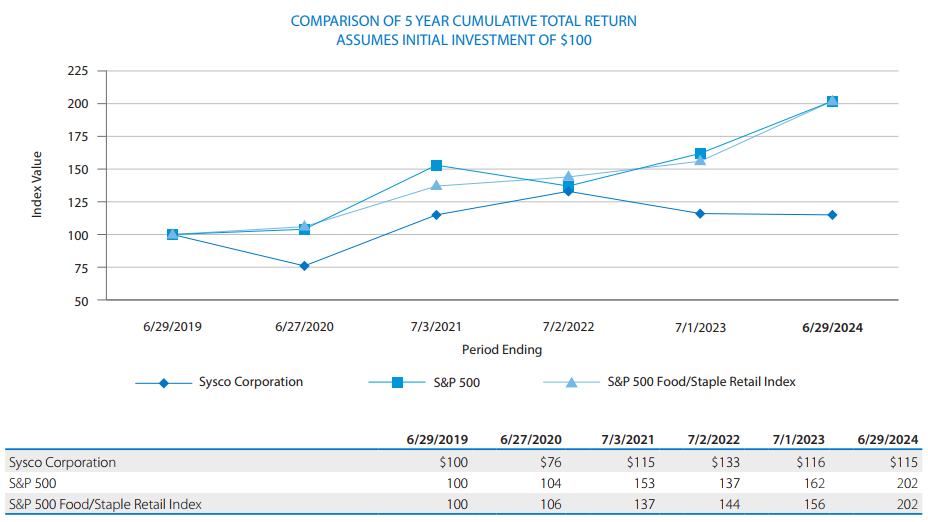 COMPARISON OF 5 YEAR CUMULATIVE TOTAL RETURN
ASSUMES INITIAL INVESTMENT OF $100
225
200
175
150
125
100
75
50
Index Value
6/29/2019 6/27/2020 7/3/2021 7/2/2022 7/1/2023 6/29/2024
Period Ending
Sysco Corporation S&P 500 S&P 500 Food/Staple Retail Index
6/29/2019 6/27/2020 7/3/2021 7/2/2022 7/1/2023 6/29/2024
Sysco Corporation $100 $76 $115 $133 $116 $115
S&P 500 100 104 153 137 162 202
S&P 500 Food/Staple Retail Index 100 106 137 144 156 202